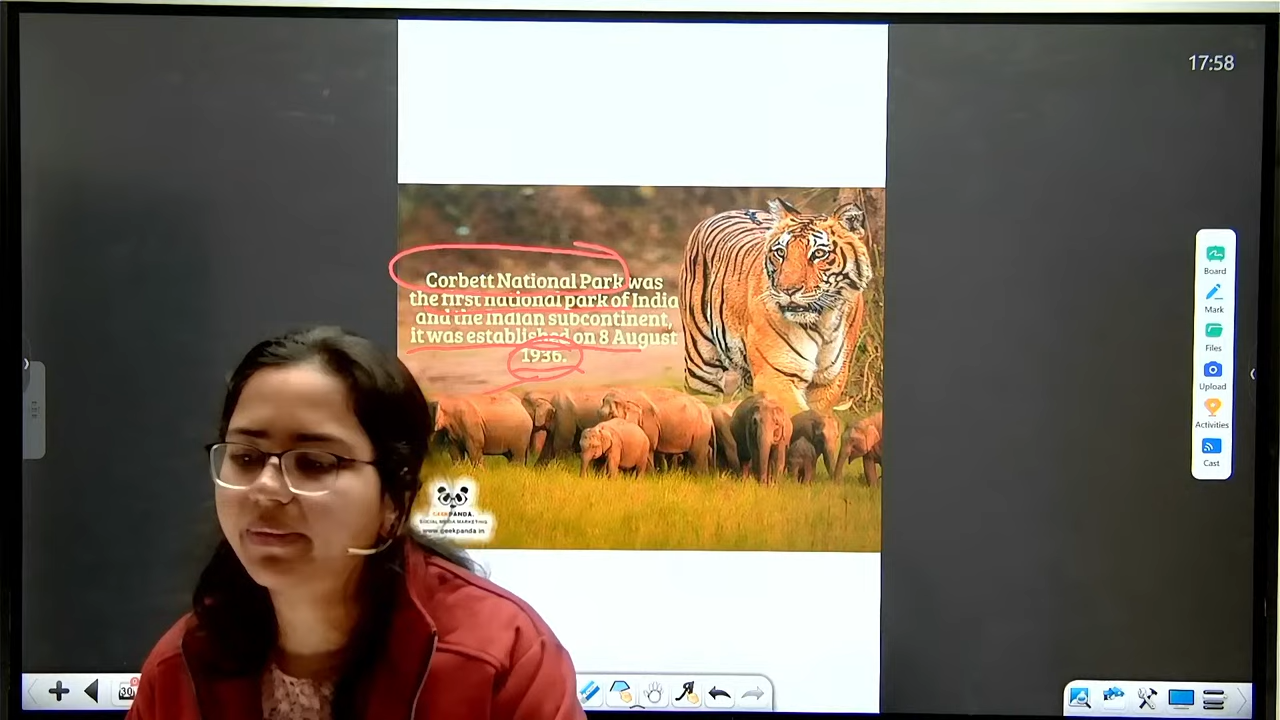 17:58
Corbett National Park was
the first national park of India
and the Indian subcontinent,
it was established on 8 August
1936.
GEEKPANDA.
SOCIAL MEDIA MARKETING
www.geekpanda.in
Board
Mark
Files
Upload
Activities
Cast
30